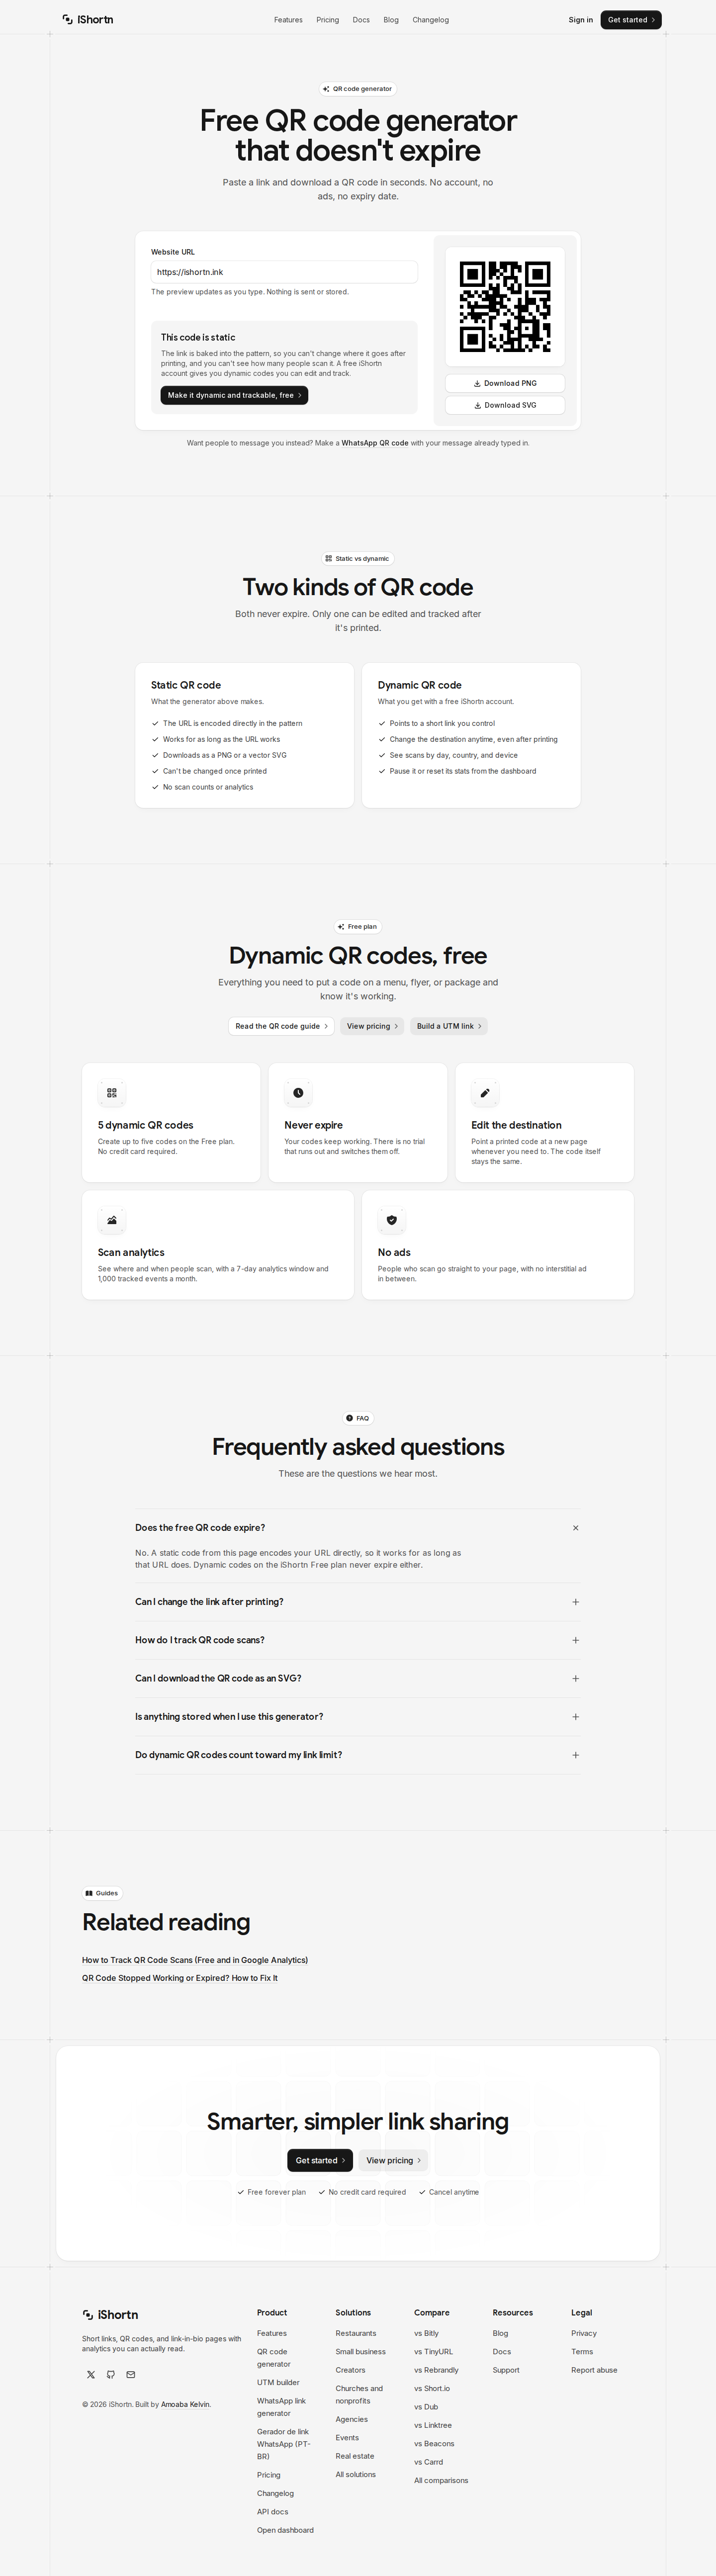 iShortn
Features
Pricing
Docs
Blog
Changelog
Sign in
Get started
QR code generator
Free QR code generator
that doesn't expire
Paste a link and download a QR code in seconds. No account, no
ads, no expiry date.
Website URL
https://ishortn.ink
The preview updates as you type. Nothing is sent or stored.
This code is static
The link is baked into the pattern, so you can't change where it goes after
printing, and you can't see how many people scan it. A free iShortn
account gives you dynamic codes you can edit and track.
Make it dynamic and trackable, free
Download PNG
Download SVG
Want people to message you instead? Make a WhatsApp QR code with your message already typed in.
Static vs dynamic
Two kinds of QR code
Both never expire. Only one can be edited and tracked after
it's printed.
Static QR code
What the generator above makes.
The URL is encoded directly in the pattern
Works for as long as the URL works
Downloads as a PNG or a vector SVG
Can't be changed once printed
No scan counts or analytics
Dynamic QR code
What you get with a free iShortn account.
Points to a short link you control
Change the destination anytime, even after printing
See scans by day, country, and device
Pause it or reset its stats from the dashboard
Free plan
Dynamic QR codes, free
Everything you need to put a code on a menu, flyer, or package and
know it's working.
Read the QR code guide
View pricing
Build a UTM link
5 dynamic QR codes
Create up to five codes on the Free plan.
No credit card required.
Never expire
Your codes keep working. There is no trial
that runs out and switches them off.
Edit the destination
Point a printed code at a new page
whenever you need to. The code itself
stays the same.
Scan analytics
See where and when people scan, with a 7-day analytics window and
1,000 tracked events a month.
No ads
People who scan go straight to your page, with no interstitial ad
in between.
FAQ
Frequently asked questions
These are the questions we hear most.
Does the free QR code expire?
No. A static code from this page encodes your URL directly, so it works for as long as
that URL does. Dynamic codes on the iShortn Free plan never expire either.
Can I change the link after printing?
How do I track QR code scans?
Can I download the QR code as an SVG?
Is anything stored when I use this generator?
Do dynamic QR codes count toward my link limit?
Guides
Related reading
How to Track QR Code Scans (Free and in Google Analytics)
QR Code Stopped Working or Expired? How to Fix It
Smarter, simpler link sharing
Get started
View pricing
Free forever plan
No credit card required
Cancel anytime
iShortn
Short links, QR codes, and link-in-bio pages with
analytics you can actually read.
© 2026 iShortn. Built by Amoaba Kelvin.
Product
Features
QR code
generator
UTM builder
WhatsApp link
generator
Gerador de link
WhatsApp (PT-
BR)
Pricing
Changelog
API docs
Open dashboard
Solutions
Restaurants
Small business
Creators
Churches and
nonprofits
Agencies
Events
Real estate
All solutions
Compare
vs Bitly
vs TinyURL
vs Rebrandly
vs Short.io
vs Dub
vs Linktree
vs Beacons
vs Carrd
All comparisons
Resources
Blog
Docs
Support
Legal
Privacy
Terms
Report abuse